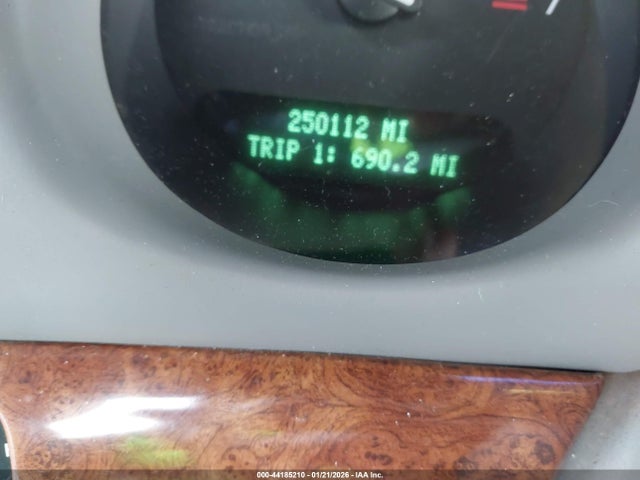 250112 MI
TRIP 1: 690.2 MI
000-44185210 - 01/21/2026 - IAA Inc.